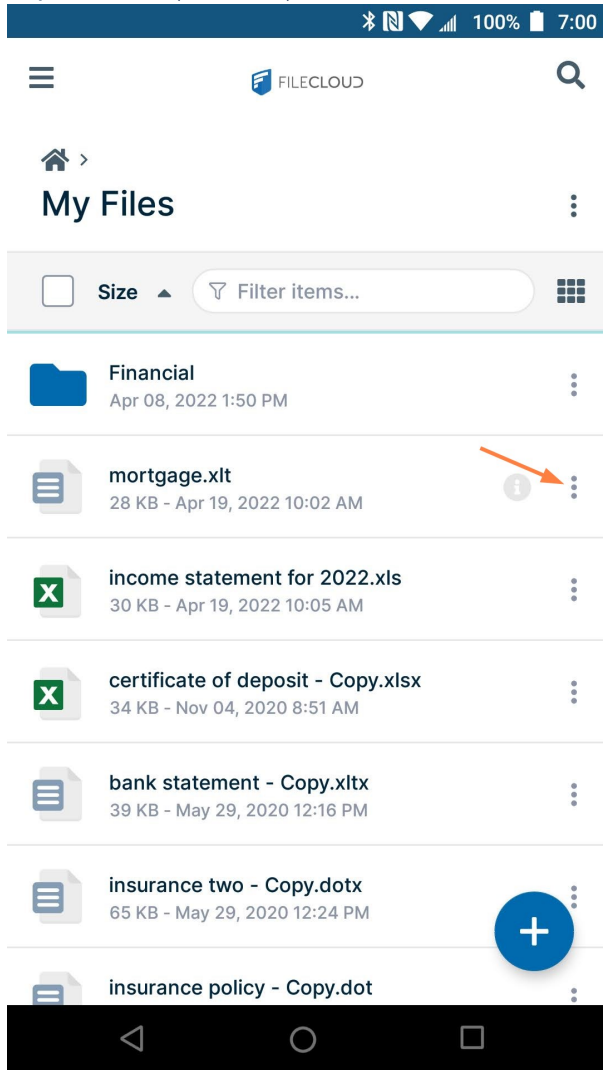 100% 7:00
FILECLOUD
My Files
Size Filter items...
Financial
Apr 08, 2022 1:50 PM
mortgage.xlt
28 KB - Apr 19, 2022 10:02 AM
income statement for 2022.xls
30 KB - Apr 19, 2022 10:05 AM
certificate of deposit - Copy.xlsx
34 KB - Nov 04, 2020 8:51 AM
bank statement - Copy.xltx
39 KB - May 29, 2020 12:16 PM
insurance two - Copy.dotx
65 KB - May 29, 2020 12:24 PM
insurance policy - Copy.dot